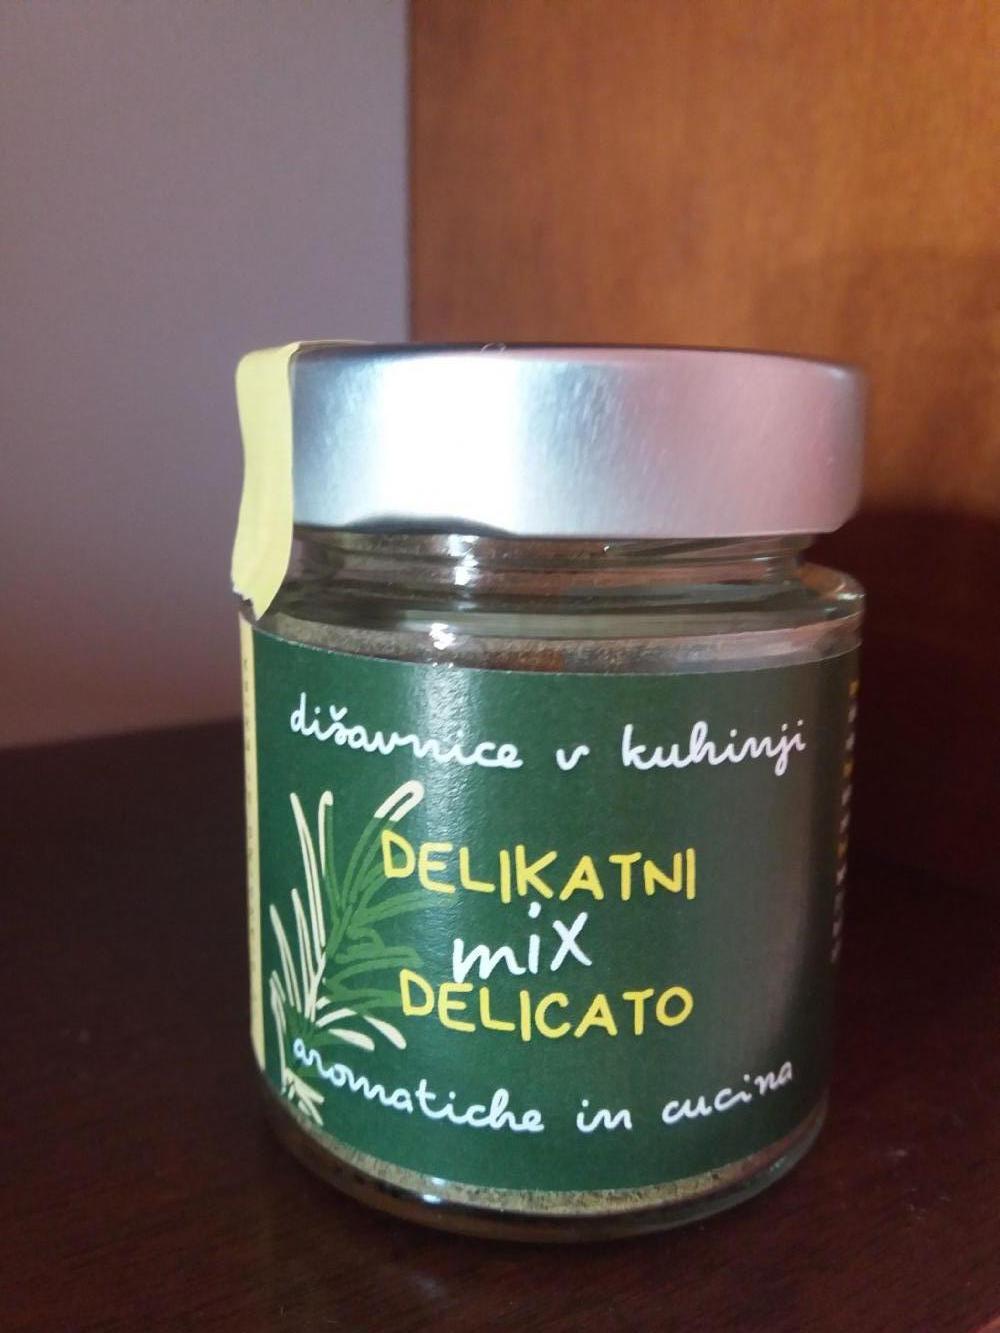 dišavnice v kuhinji
DELIKATNI
mix
DELICATO
aromatiche in cucina